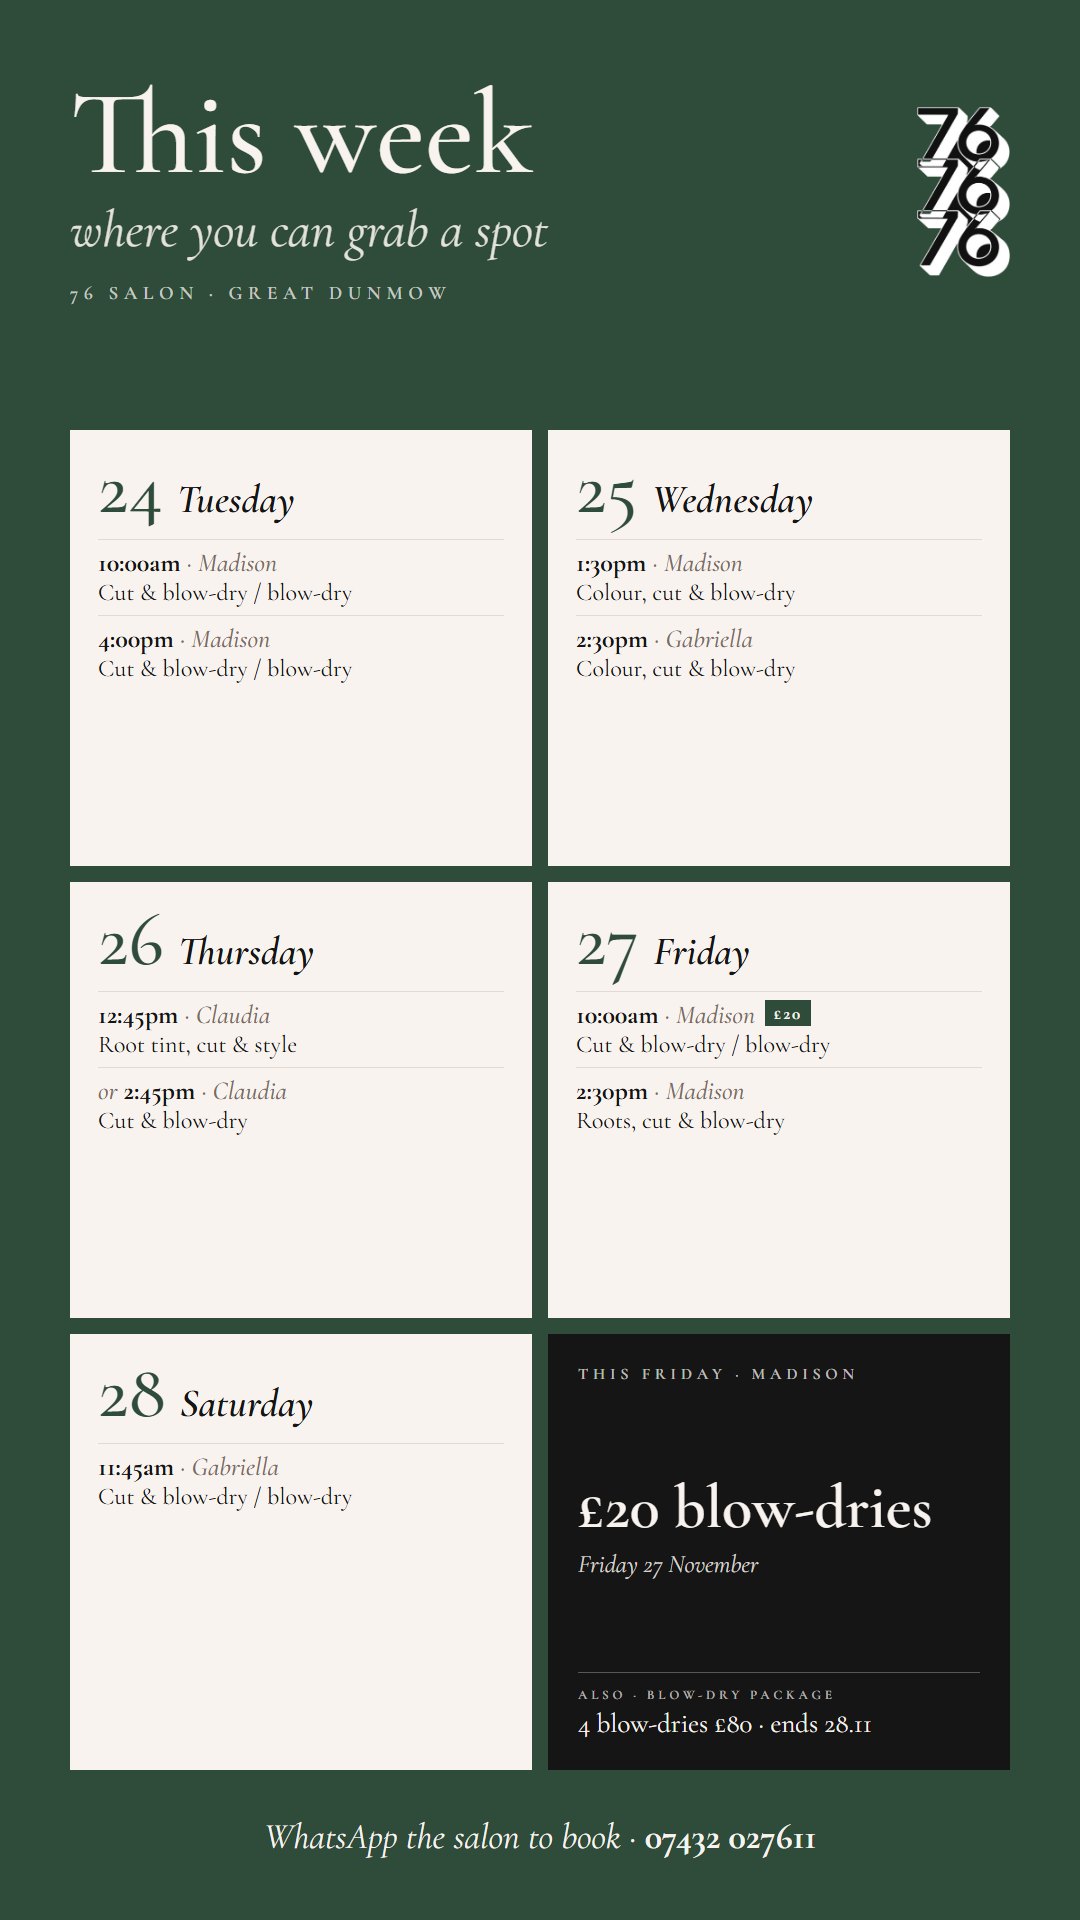 This week
where you can grab a spot
76 SALON · GREAT DUNMOW
76
76
76
24 Tuesday
10:00am · Madison
Cut & blow-dry / blow-dry
4:00pm · Madison
Cut & blow-dry / blow-dry
25 Wednesday
1:30pm · Madison
Colour, cut & blow-dry
2:30pm · Gabriella
Colour, cut & blow-dry
26 Thursday
12:45pm · Claudia
Root tint, cut & style
or 2:45pm · Claudia
Cut & blow-dry
27 Friday
10:00am · Madison £20
Cut & blow-dry / blow-dry
2:30pm · Madison
Roots, cut & blow-dry
28 Saturday
11:45am · Gabriella
Cut & blow-dry / blow-dry
THIS FRIDAY · MADISON
£20 blow-dries
Friday 27 November
ALSO · BLOW-DRY PACKAGE
4 blow-dries £80 · ends 28.11
WhatsApp the salon to book · 07432 027611